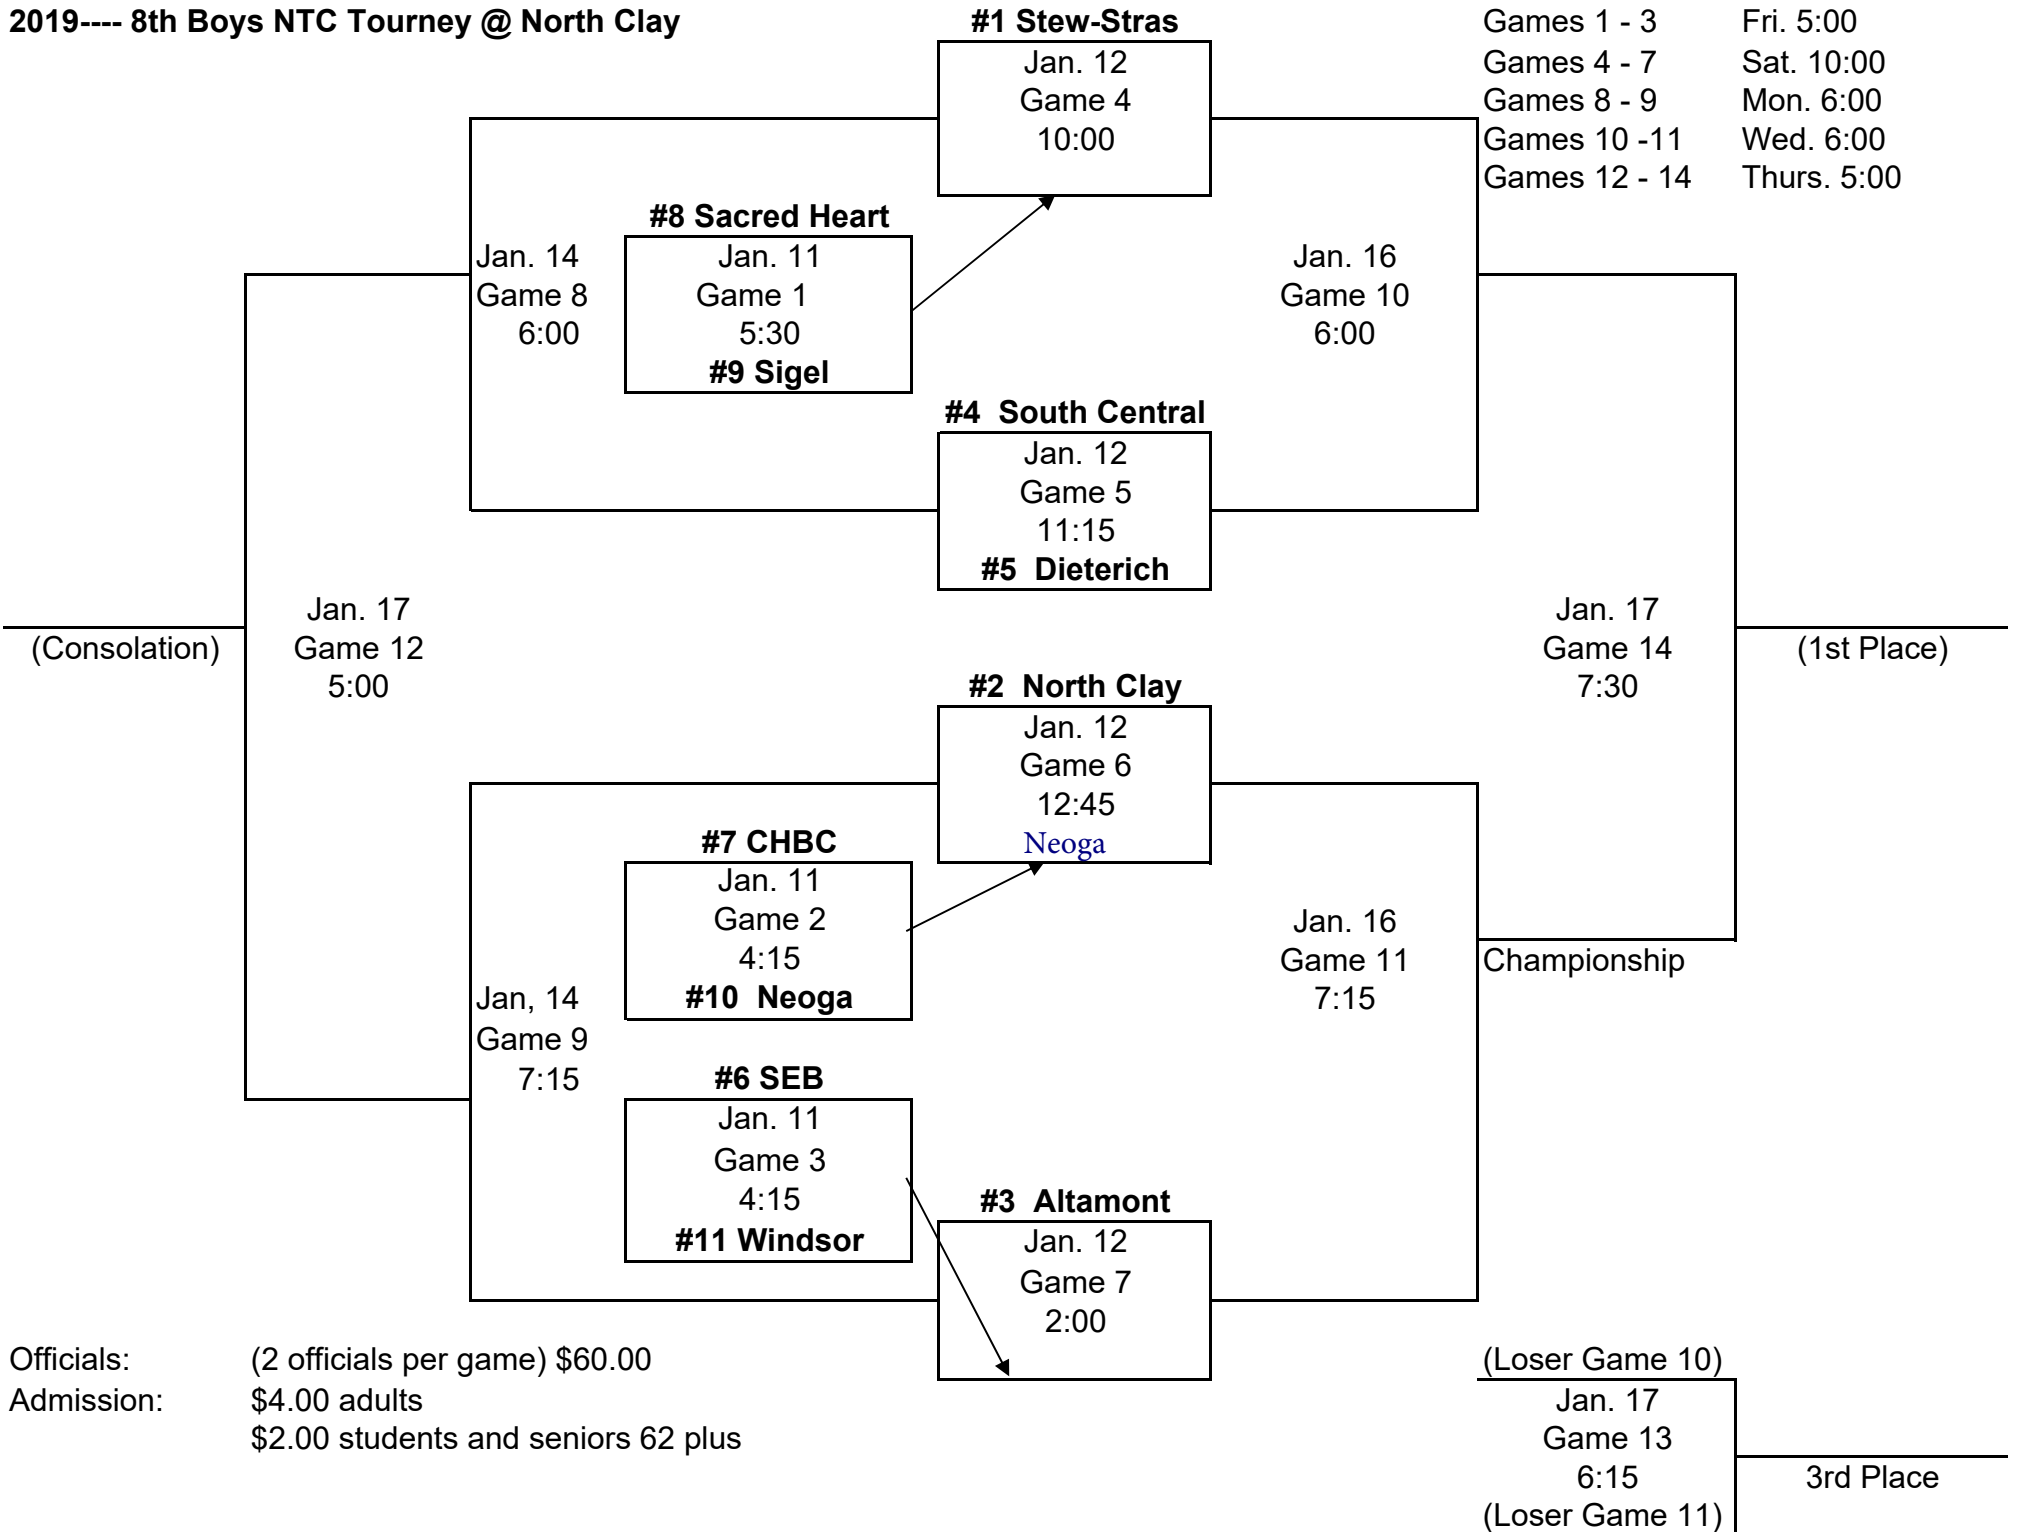 2019---- 8th Boys NTC Tourney @ North Clay
#1 Stew-Stras
Jan. 12
Game 4
10:00
Games 1 - 3 Fri. 5:00
Games 4 - 7 Sat. 10:00
Games 8 - 9 Mon. 6:00
Games 10 -11 Wed. 6:00
Games 12 - 14 Thurs. 5:00
Jan. 14
Game 8
6:00
#8 Sacred Heart
Jan. 11
Game 1
5:30
#9 Sigel
Jan. 16
Game 10
6:00
#4 South Central
Jan. 12
Game 5
11:15
#5 Dieterich
(Consolation)
Jan. 17
Game 12
5:00
Jan. 17
Game 14
7:30
(1st Place)
#2 North Clay
Jan. 12
Game 6
12:45
Neoga
#7 CHBC
Jan. 11
Game 2
4:15
#10 Neoga
Jan. 16
Game 11
7:15
Championship
Jan, 14
Game 9
7:15
#6 SEB
Jan. 11
Game 3
4:15
#11 Windsor
#3 Altamont
Jan. 12
Game 7
2:00
Officials: (2 officials per game) $60.00
Admission: $4.00 adults
$2.00 students and seniors 62 plus
(Loser Game 10)
Jan. 17
Game 13
6:15
(Loser Game 11)
3rd Place